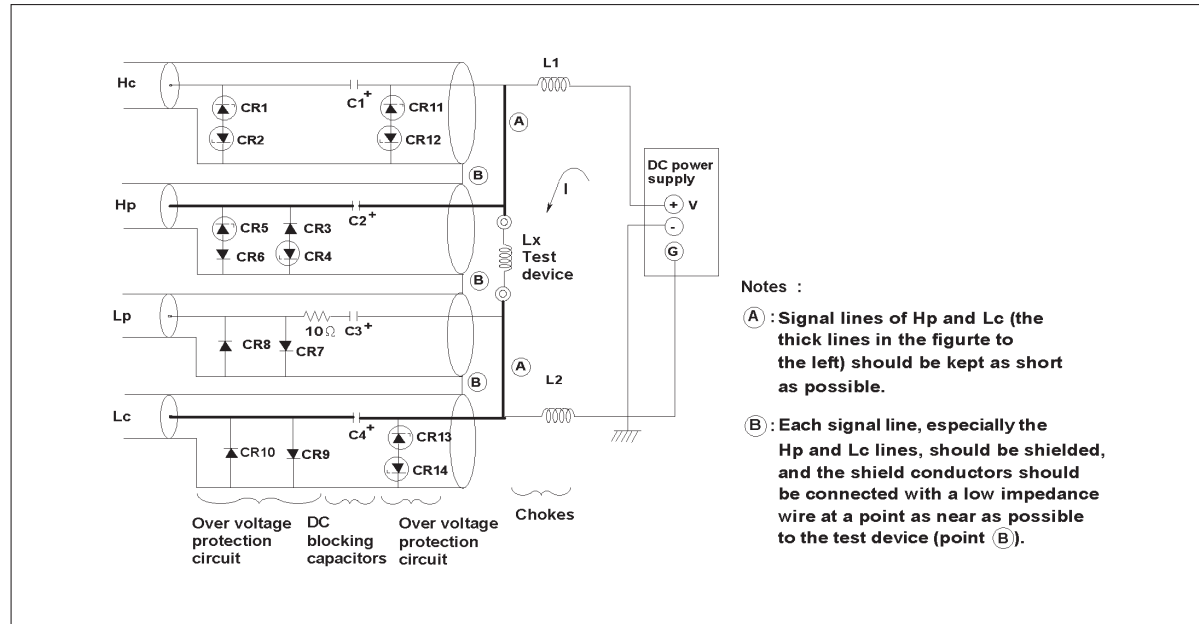 Hc
CR1
CR2
C1+
CR11
CR12
L1
A
B
DC power
supply
+ V
-
G
I
Hp
CR5
CR6
CR3
CR4
C2+
Lx
Test
device
B
Lp
10Ω
C3+
CR8
CR7
A
B
L2
Lc
CR10
CR9
C4+
CR13
CR14
Over voltage
protection
circuit
DC
blocking
capacitors
Over voltage
protection
circuit
Chokes
Notes :
A : Signal lines of Hp and Lc (the
thick lines in the figurte to
the left) should be kept as short
as possible.
B : Each signal line, especially the
Hp and Lc lines, should be shielded,
and the shield conductors should
be connected with a low impedance
wire at a point as near as possible
to the test device (point B).